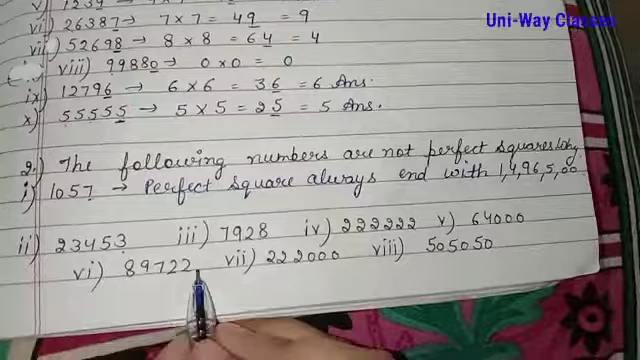 v) 1234
Uni-Way Classes
vi) 26387 → 7 × 7 = 49 = 9
vii) 52698 → 8 × 8 = 64 = 4
viii) 99880 → 0 × 0 = 0
ix) 12796 → 6 × 6 = 36 = 6 Ans.
x) 55555 → 5 × 5 = 25 = 5 Ans.
2.) The following numbers are not perfect squares. Why
i) 1057 → Perfect square always end with 1,4,96,5,00
ii) 23453 iii) 7928 iv) 222222 v) 64000
vi) 89722 vii) 222000 viii) 505050